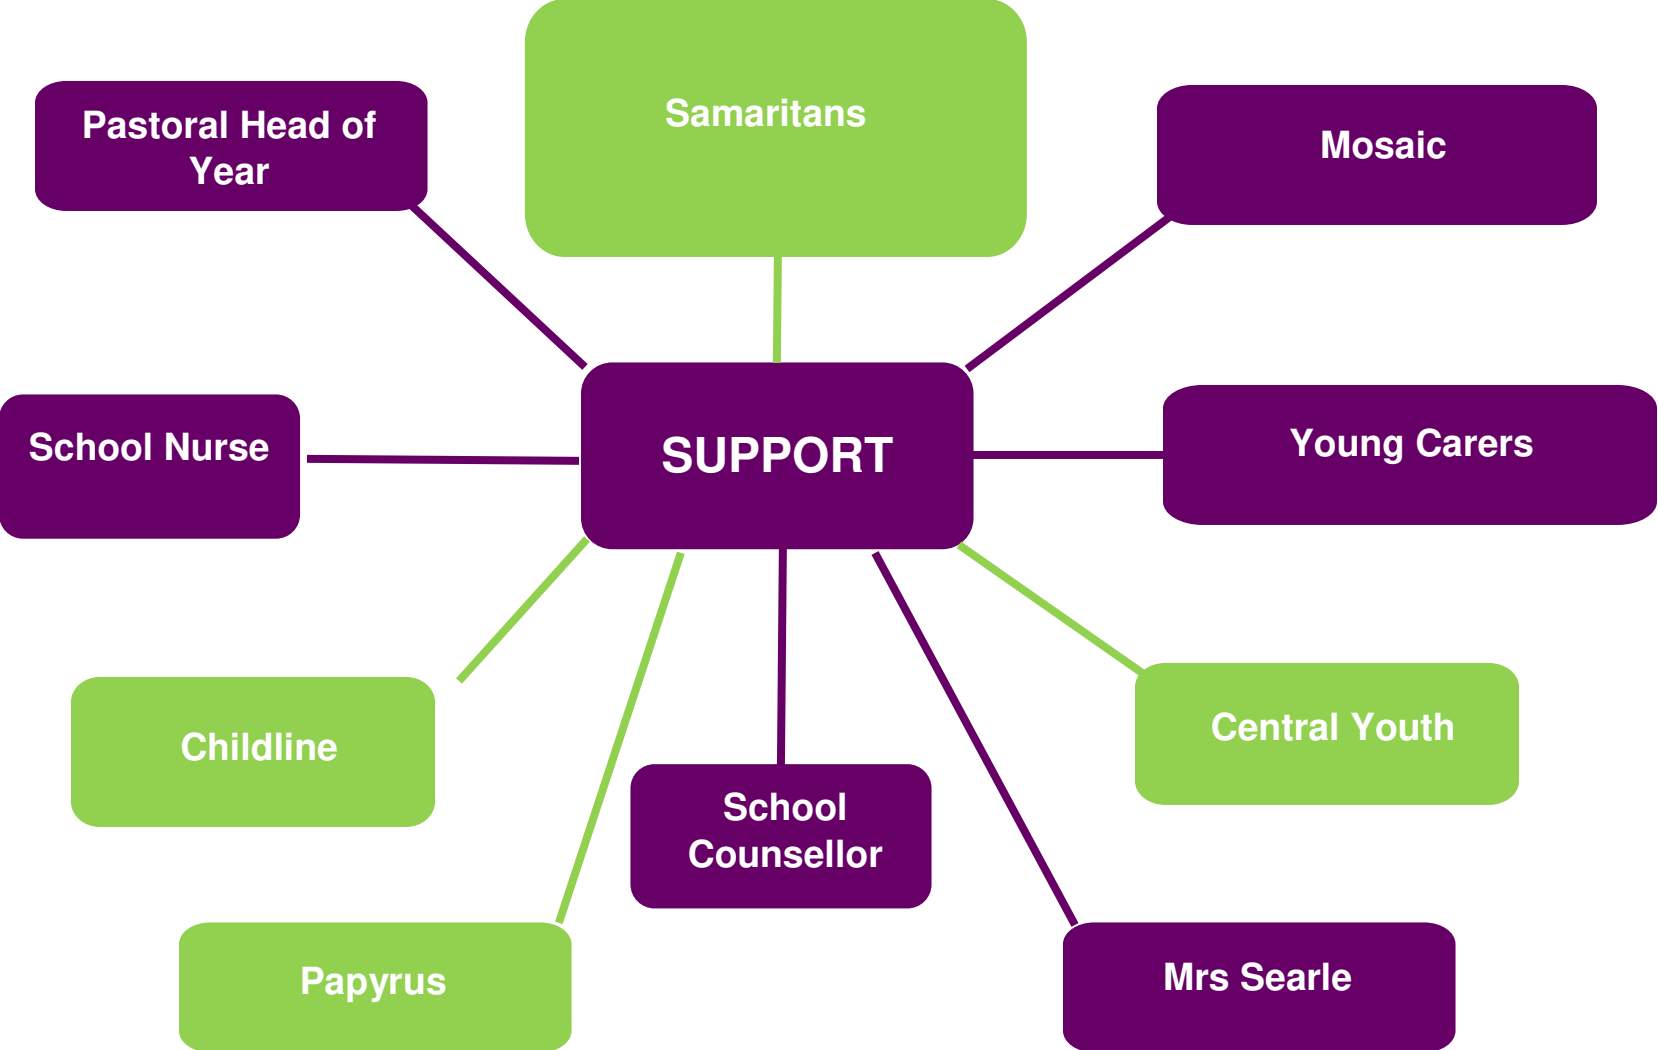 Samaritans
Pastoral Head of
Year
Mosaic
School Nurse
SUPPORT
Young Carers
Childline
Central Youth
School
Counsellor
Papyrus
Mrs Searle